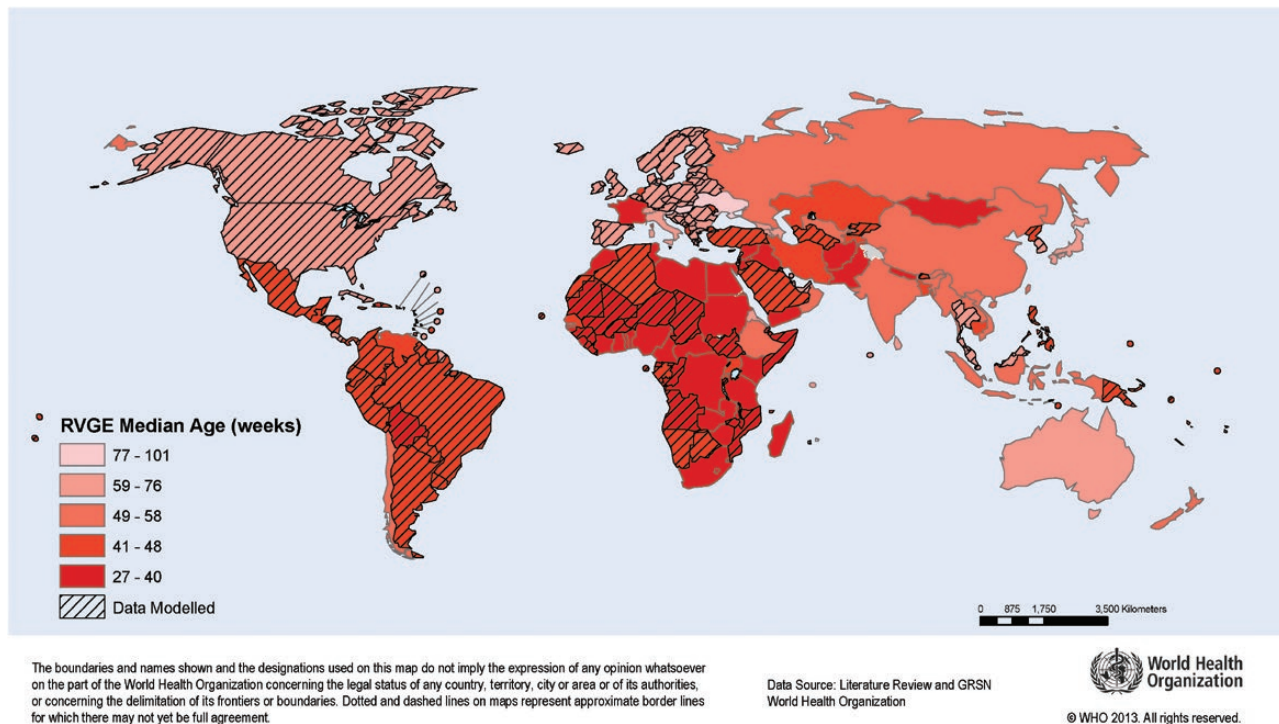 RVGE Median Age (weeks)
77 - 101
59 - 76
49 - 58
41 - 48
27 - 40
Data Modelled
0 875 1,750 3,500 Kilometers
The boundaries and names shown and the designations used on this map do not imply the expression of any opinion whatsoever
on the part of the World Health Organization concerning the legal status of any country, territory, city or area or of its authorities,
or concerning the delimitation of its frontiers or boundaries. Dotted and dashed lines on maps represent approximate border lines
for which there may not yet be full agreement.
Data Source: Literature Review and GRSN
World Health Organization
World Health
Organization
© WHO 2013. All rights reserved.